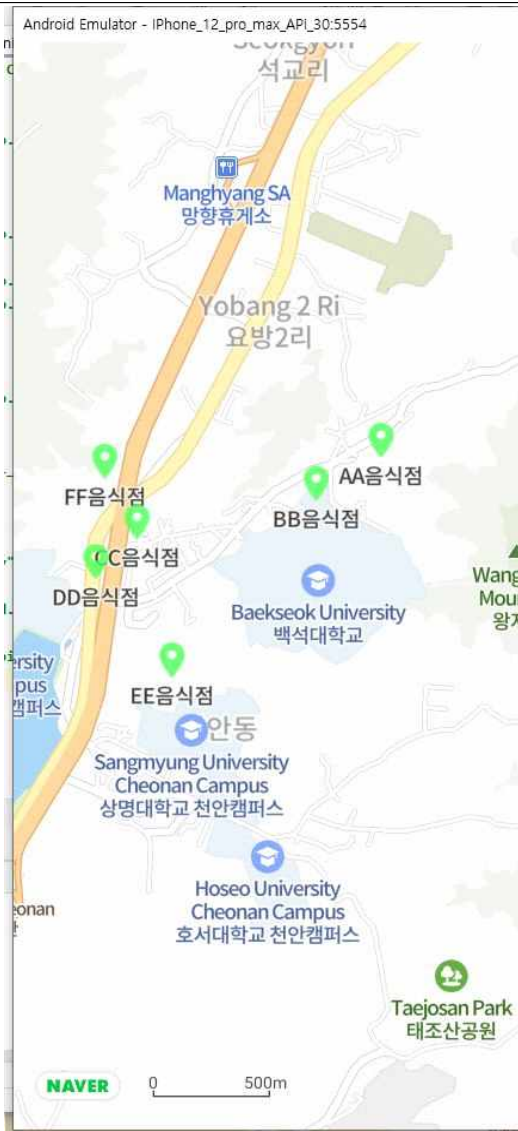 Android Emulator - IPhone_12_pro_max_API_30:5554
석교리
Manghyang SA
망향휴게소
Yobang 2 Ri
요방2리
AA음식점
FF음식점
BB음식점
CC음식점
DD음식점
Baekseok University
백석대학교
EE음식점
안동
Sangmyung University
Cheonan Campus
상명대학교 천안캠퍼스
Hoseo University
Cheonan Campus
호서대학교 천안캠퍼스
Taejosan Park
태조산공원
NAVER
0 500m